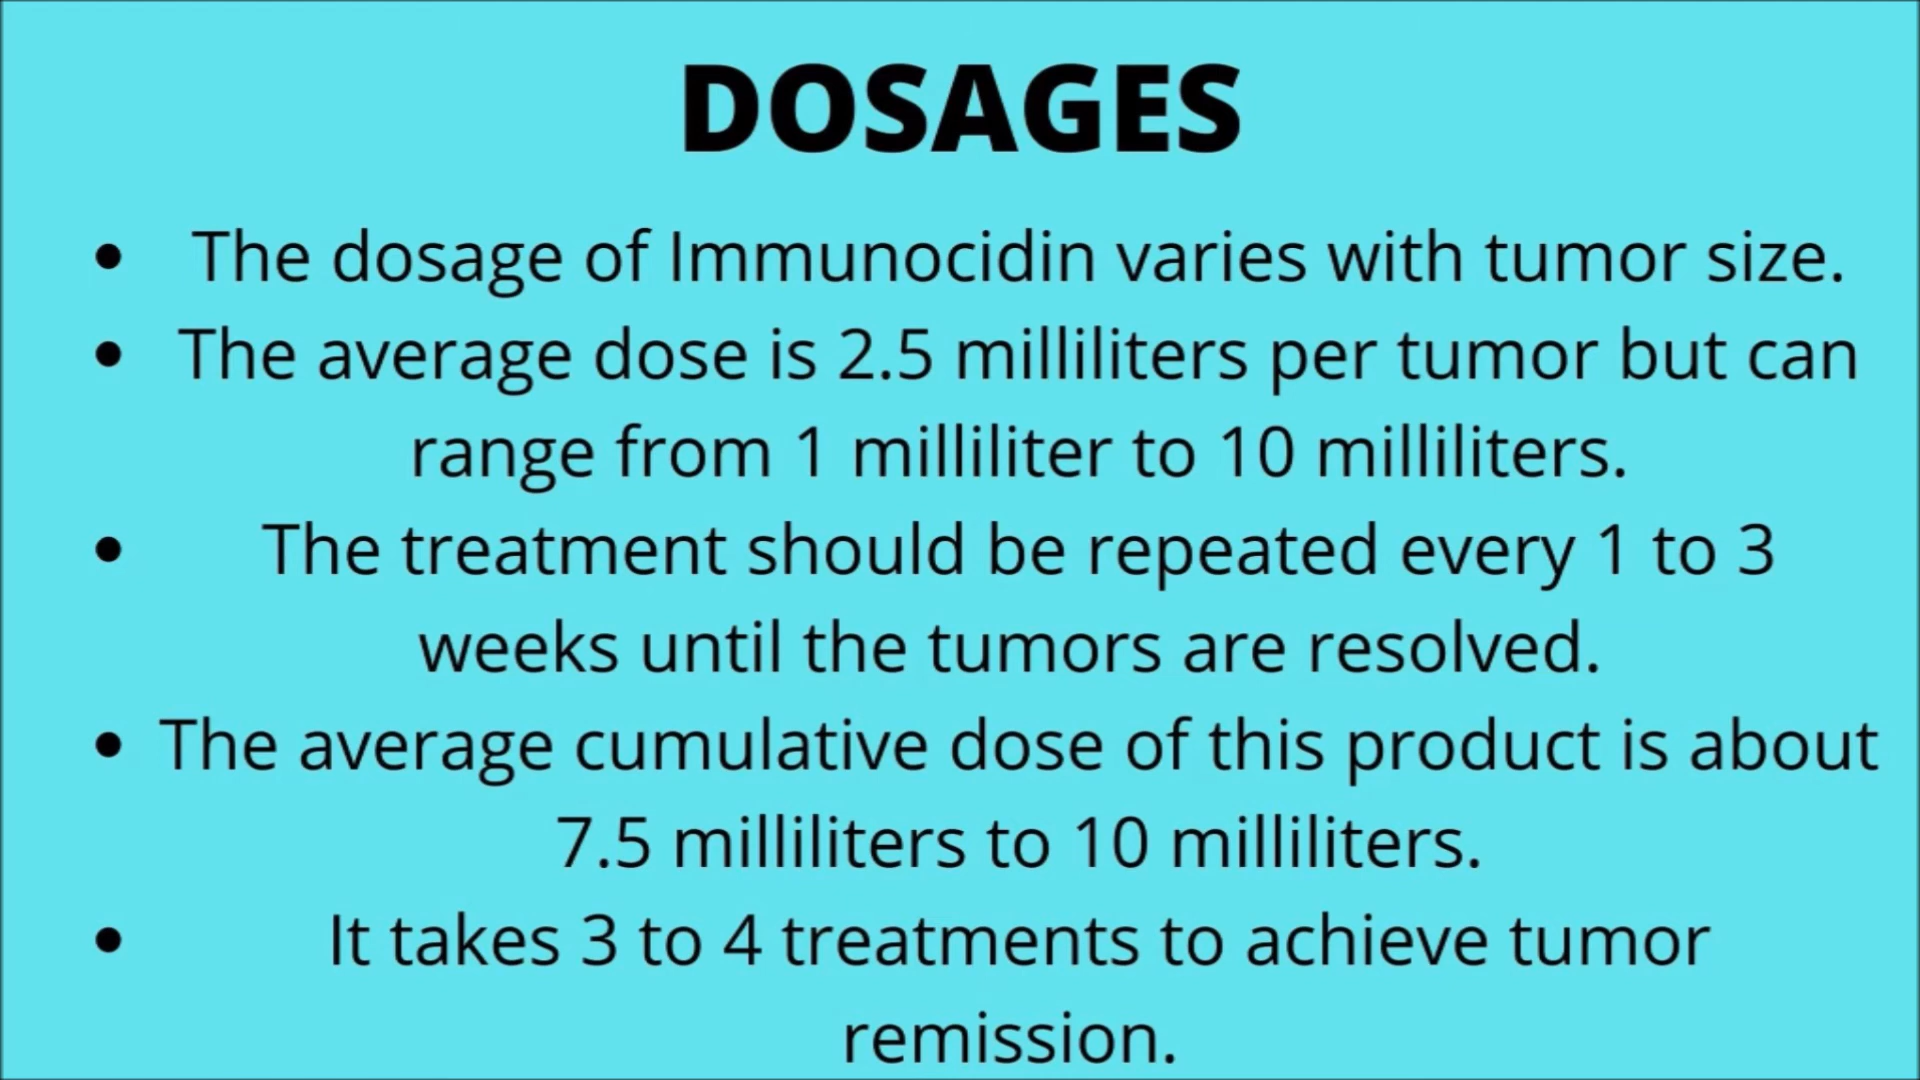 DOSAGES
• The dosage of Immunocidin varies with tumor size.
• The average dose is 2.5 milliliters per tumor but can
range from 1 milliliter to 10 milliliters.
• The treatment should be repeated every 1 to 3
weeks until the tumors are resolved.
• The average cumulative dose of this product is about
7.5 milliliters to 10 milliliters.
• It takes 3 to 4 treatments to achieve tumor
remission.